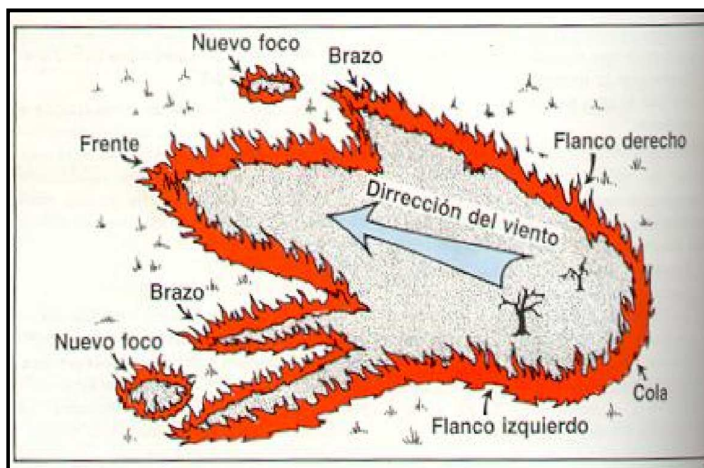 Nuevo foco
Brazo
Frente
Flanco derecho
Dirrección del viento
Brazo
Nuevo foco
Cola
Flanco izquierdo